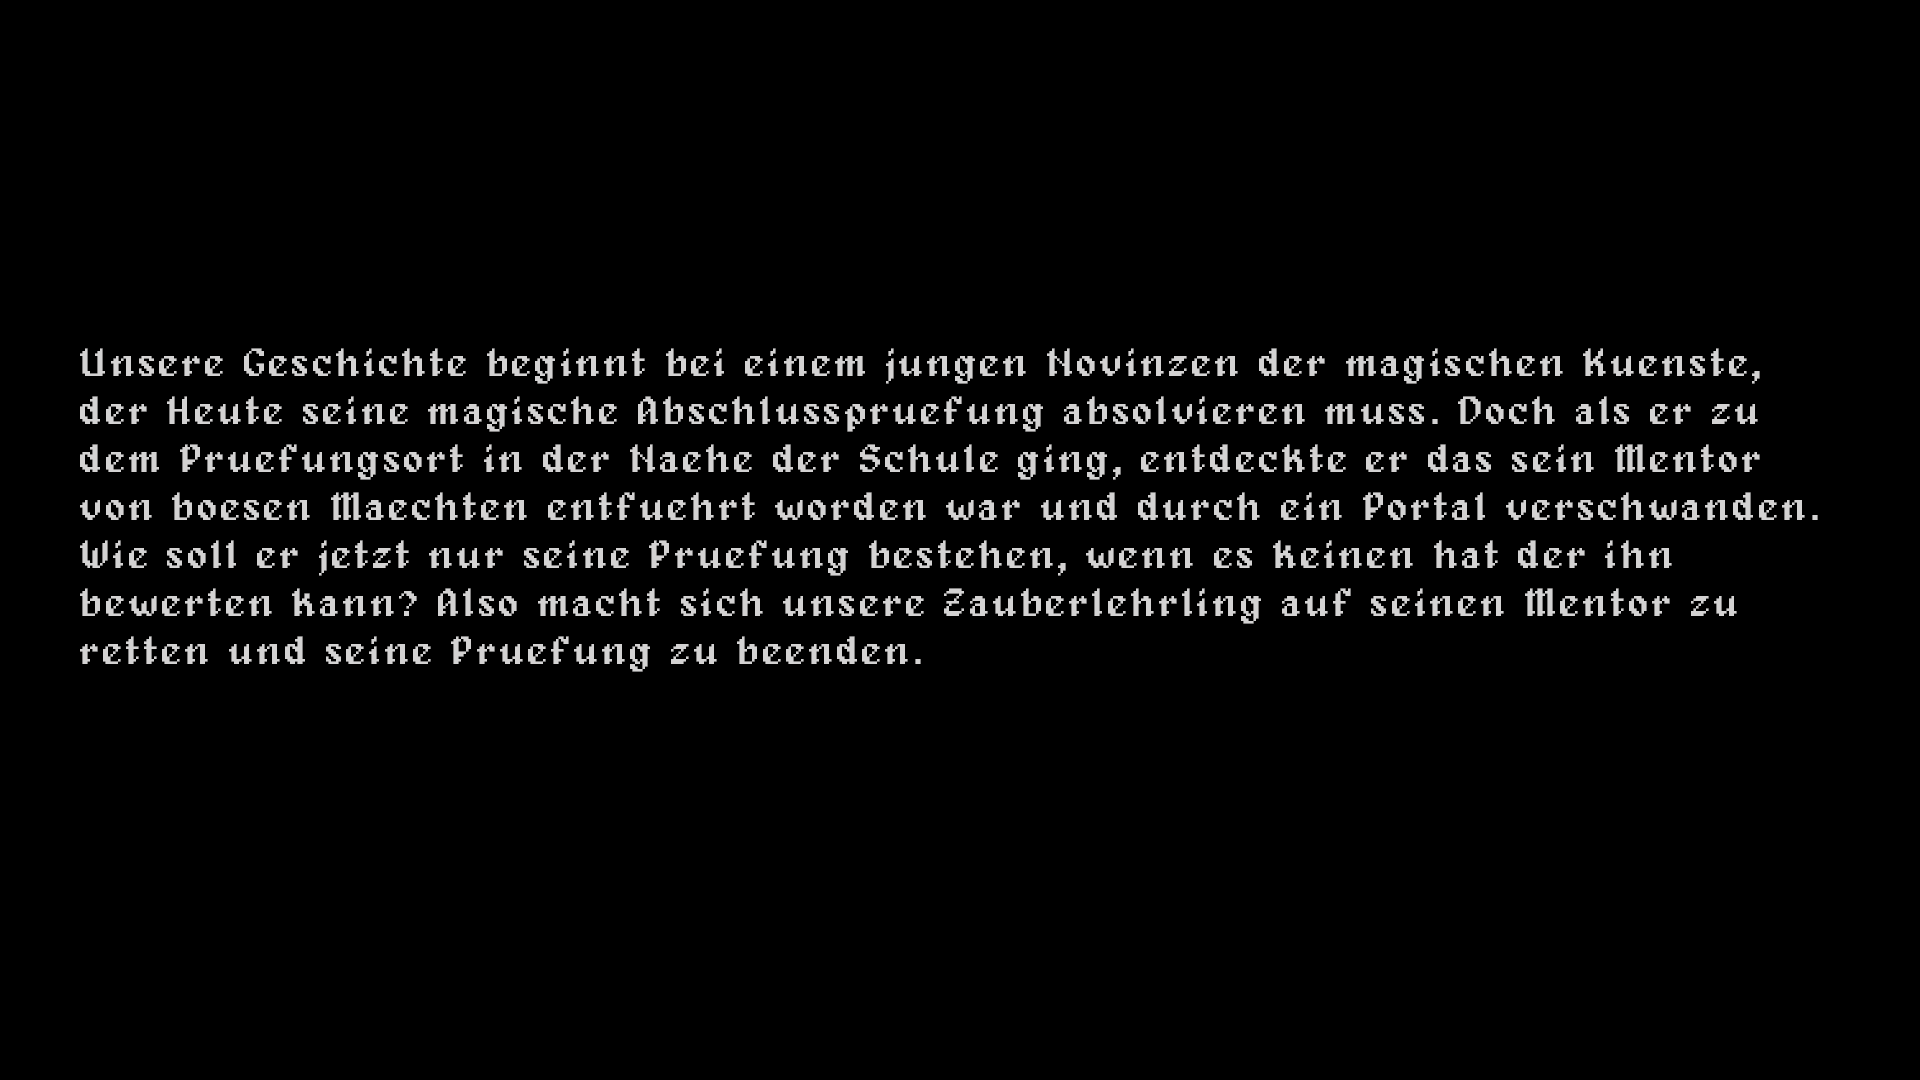 Unsere Geschichte beginnt bei einem jungen Novinzen der magischen Kuenste,
der Heute seine magische Abschlusspruefung absolvieren muss. Doch als er zu
dem Pruefungsort in der Naehe der Schule ging, entdeckte er das sein Mentor
von boesen Maechten entfuehrt worden war und durch ein Portal verschwanden.
Wie soll er jetzt nur seine Pruefung bestehen, wenn es keinen hat der ihn
bewerten kann? Also macht sich unsere Zauberlehrling auf seinen Mentor zu
retten und seine Pruefung zu beenden.